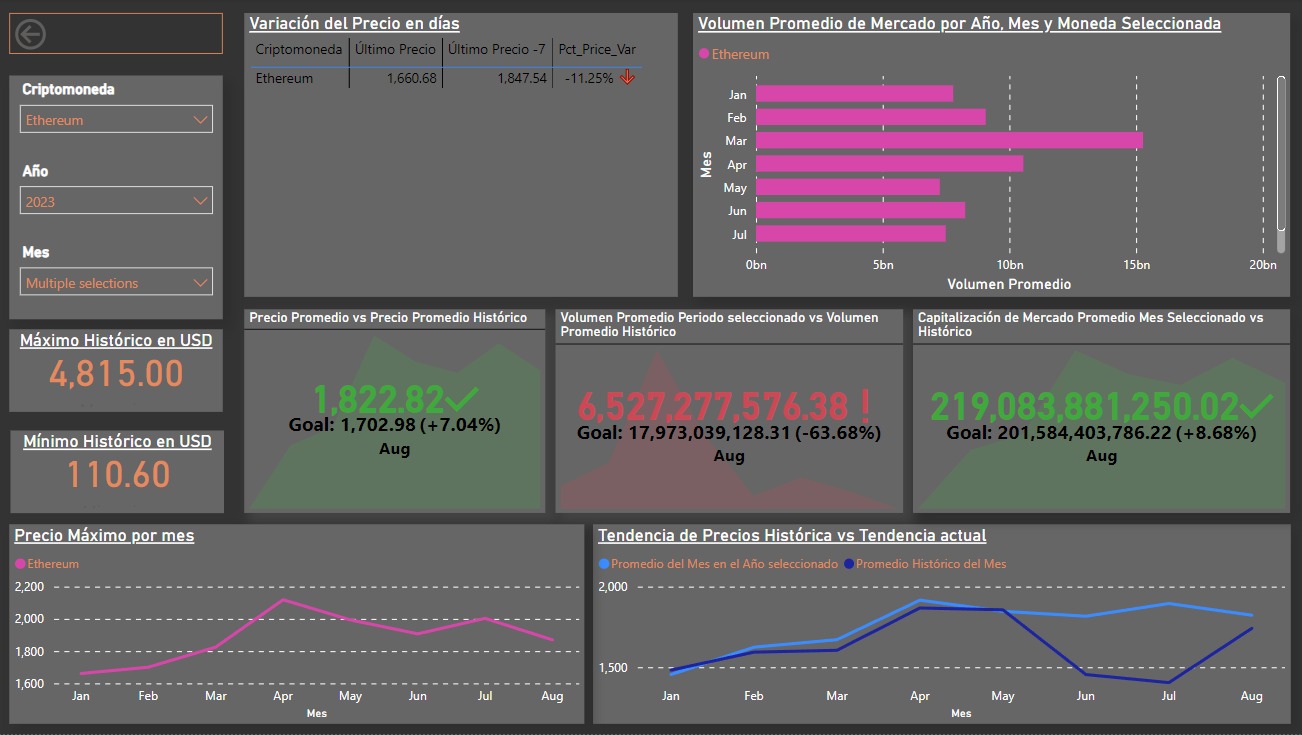 Criptomoneda
Ethereum
Año
2023
Mes
Multiple selections
Máximo Histórico en USD
4,815.00
Mínimo Histórico en USD
110.60
Variación del Precio en días
Criptomoneda Último Precio Último Precio -7 Pct_Price_Var
Ethereum 1,660.68 1,847.54 -11.25%
Volumen Promedio de Mercado por Año, Mes y Moneda Seleccionada
Ethereum
Mes
Jan
Feb
Mar
Apr
May
Jun
Jul
0bn 5bn 10bn 15bn 20bn
Volumen Promedio
Precio Promedio vs Precio Promedio Histórico
1,822.82
Goal: 1,702.98 (+7.04%)
Aug
Volumen Promedio Periodo seleccionado vs Volumen
Promedio Histórico
6,527,277,576.38 !
Goal: 17,973,039,128.31 (-63.68%)
Aug
Capitalización de Mercado Promedio Mes Seleccionado vs
Histórico
219,083,881,250.02
Goal: 201,584,403,786.22 (+8.68%)
Aug
Precio Máximo por mes
Ethereum
2,200
2,000
1,800
1,600
Jan Feb Mar Apr May Jun Jul Aug
Mes
Tendencia de Precios Histórica vs Tendencia actual
Promedio del Mes en el Año seleccionado Promedio Histórico del Mes
2,000
1,500
Jan Feb Mar Apr May Jun Jul Aug
Mes